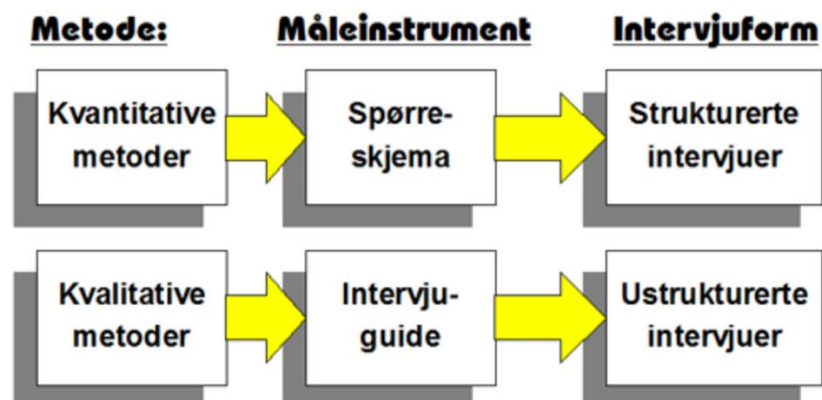 Metode: Måleinstrument Intervjuform
Kvantitative
metoder
Spørre-
skjema
Strukturerte
intervjuer
Kvalitative
metoder
Intervju-
guide
Ustrukturerte
intervjuer